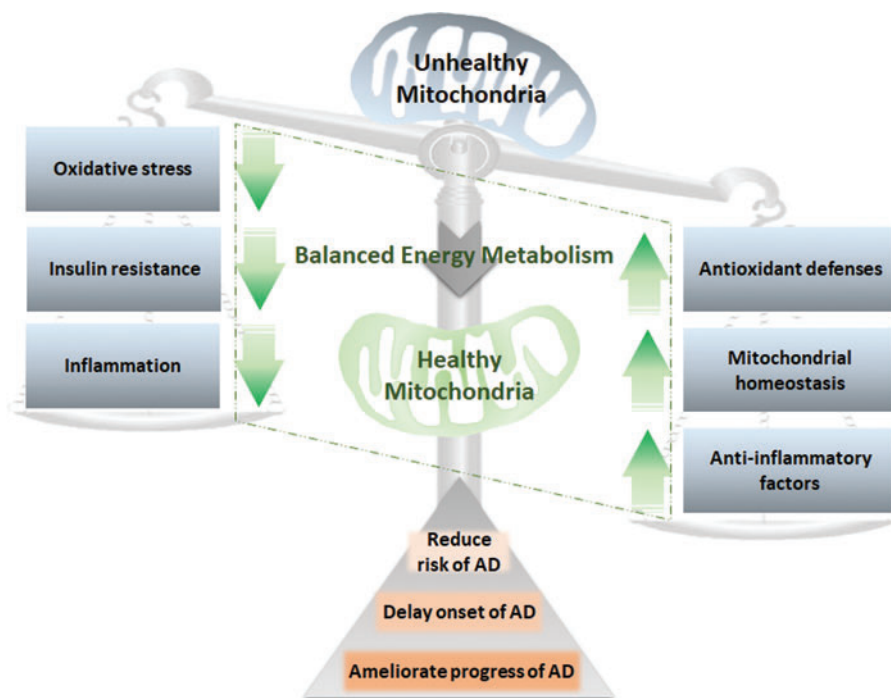 Unhealthy
Mitochondria
Oxidative stress
Insulin resistance
Inflammation
Balanced Energy Metabolism
Healthy
Mitochondria
Antioxidant defenses
Mitochondrial
homeostasis
Anti-inflammatory
factors
Reduce
risk of AD
Delay onset of AD
Ameliorate progress of AD